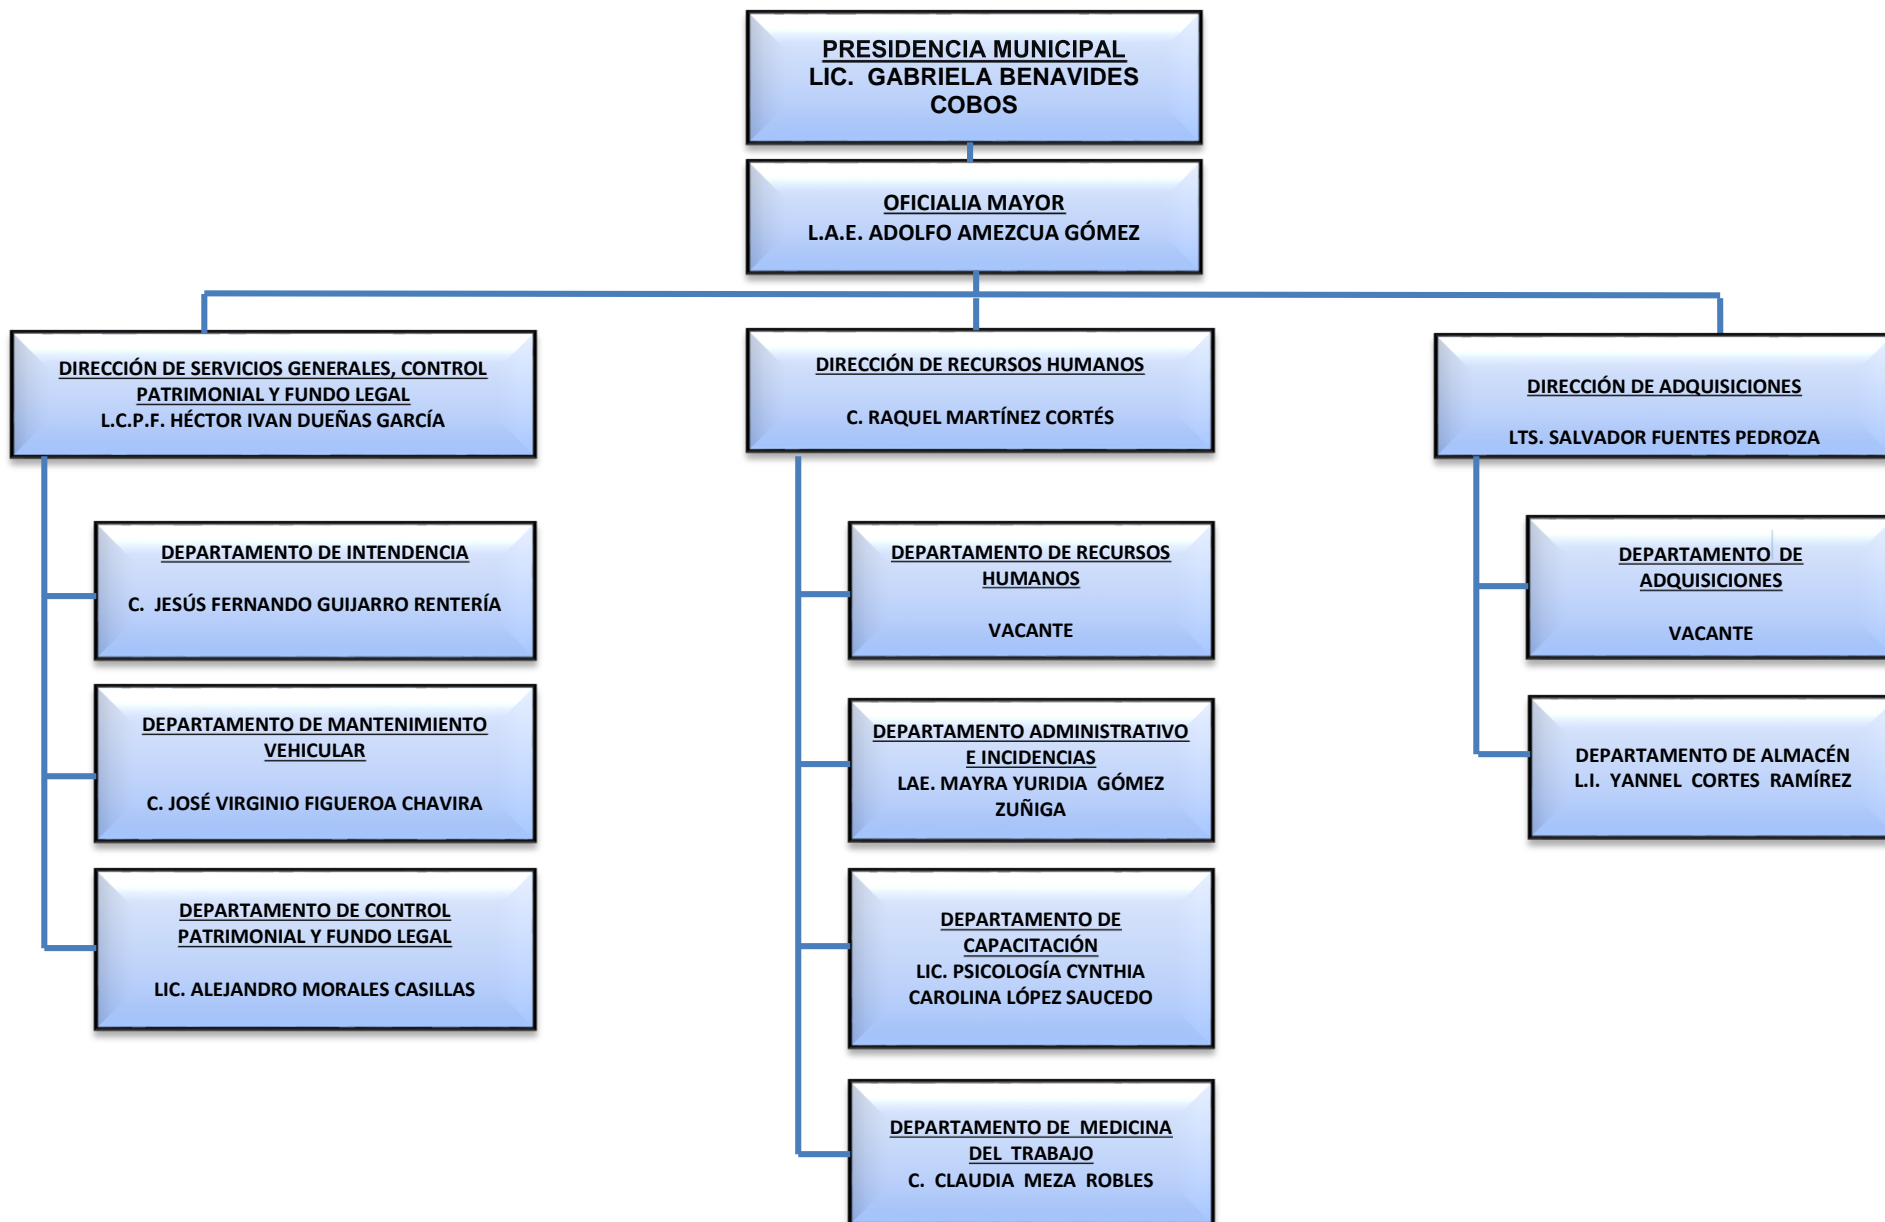 PRESIDENCIA MUNICIPAL
LIC.  GABRIELA BENAVIDES
COBOS
OFICIALIA MAYOR
L.A.E. ADOLFO AMEZCUA GÓMEZ
DIRECCIÓN DE SERVICIOS GENERALES, CONTROL
PATRIMONIAL Y FUNDO LEGAL
L.C.P.F. HÉCTOR IVAN DUEÑAS GARCÍA
DEPARTAMENTO DE INTENDENCIA
C.  JESÚS FERNANDO GUIJARRO RENTERÍA
DEPARTAMENTO DE MANTENIMIENTO
VEHICULAR
C. JOSÉ VIRGINIO FIGUEROA CHAVIRA
DEPARTAMENTO DE CONTROL
PATRIMONIAL Y FUNDO LEGAL
LIC. ALEJANDRO MORALES CASILLAS
DIRECCIÓN DE RECURSOS HUMANOS
C. RAQUEL MARTÍNEZ CORTÉS
DEPARTAMENTO DE RECURSOS
HUMANOS
VACANTE
DEPARTAMENTO ADMINISTRATIVO
E INCIDENCIAS
LAE. MAYRA YURIDIA  GÓMEZ
ZUÑIGA
DEPARTAMENTO DE
CAPACITACIÓN
LIC. PSICOLOGÍA CYNTHIA
CAROLINA LÓPEZ SAUCEDO
DEPARTAMENTO DE  MEDICINA
DEL  TRABAJO
C.  CLAUDIA  MEZA  ROBLES
DIRECCIÓN DE ADQUISICIONES
LTS. SALVADOR FUENTES PEDROZA
DEPARTAMENTO  DE
ADQUISICIONES
VACANTE
DEPARTAMENTO DE ALMACÉN
L.I.  YANNEL  CORTES  RAMÍREZ